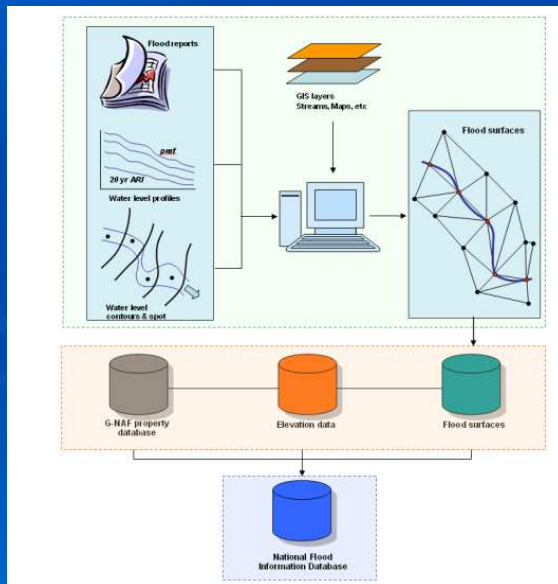 Flood reports
pmf
20 yr ARI
Water level profiles
Water level
contours & spot
GIS layers
Streams, Maps, etc
Flood surfaces
G-NAF property
database
Elevation data
Flood surfaces
National Flood
Information Database